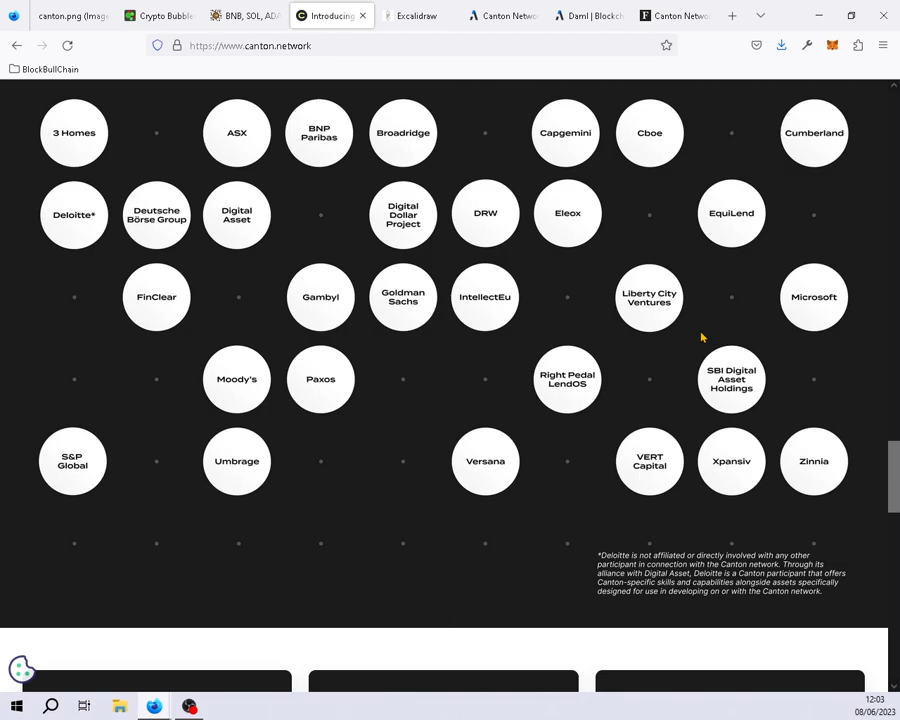 canton.png (Imag
Crypto Bubble
BNB, SOL, ADA
Introducing
Excalidraw
Canton Netwo
Daml | Blockch
Canton Netwo
https://www.canton.network
BlockBullChain
3 Homes
ASX
BNP
Paribas
Broadridge
Capgemini
Cboe
Cumberland
Deloitte*
Deutsche
Börse Group
Digital
Asset
Digital
Dollar
Project
DRW
Eleox
EquiLend
FinClear
Gambyl
Goldman
Sachs
IntellectEu
Liberty City
Ventures
Microsoft
Moody's
Paxos
Right Pedal
LendOS
SBI Digital
Asset
Holdings
S&P
Global
Umbrage
Versana
VERT
Capital
Xpansiv
Zinnia
*Deloitte is not affiliated or directly involved with any other
participant in connection with the Canton network. Through its
alliance with Digital Asset, Deloitte is a Canton participant that offers
Canton-specific skills and capabilities alongside assets specifically
designed for use in developing on or with the Canton network.
12:03
08/06/2023